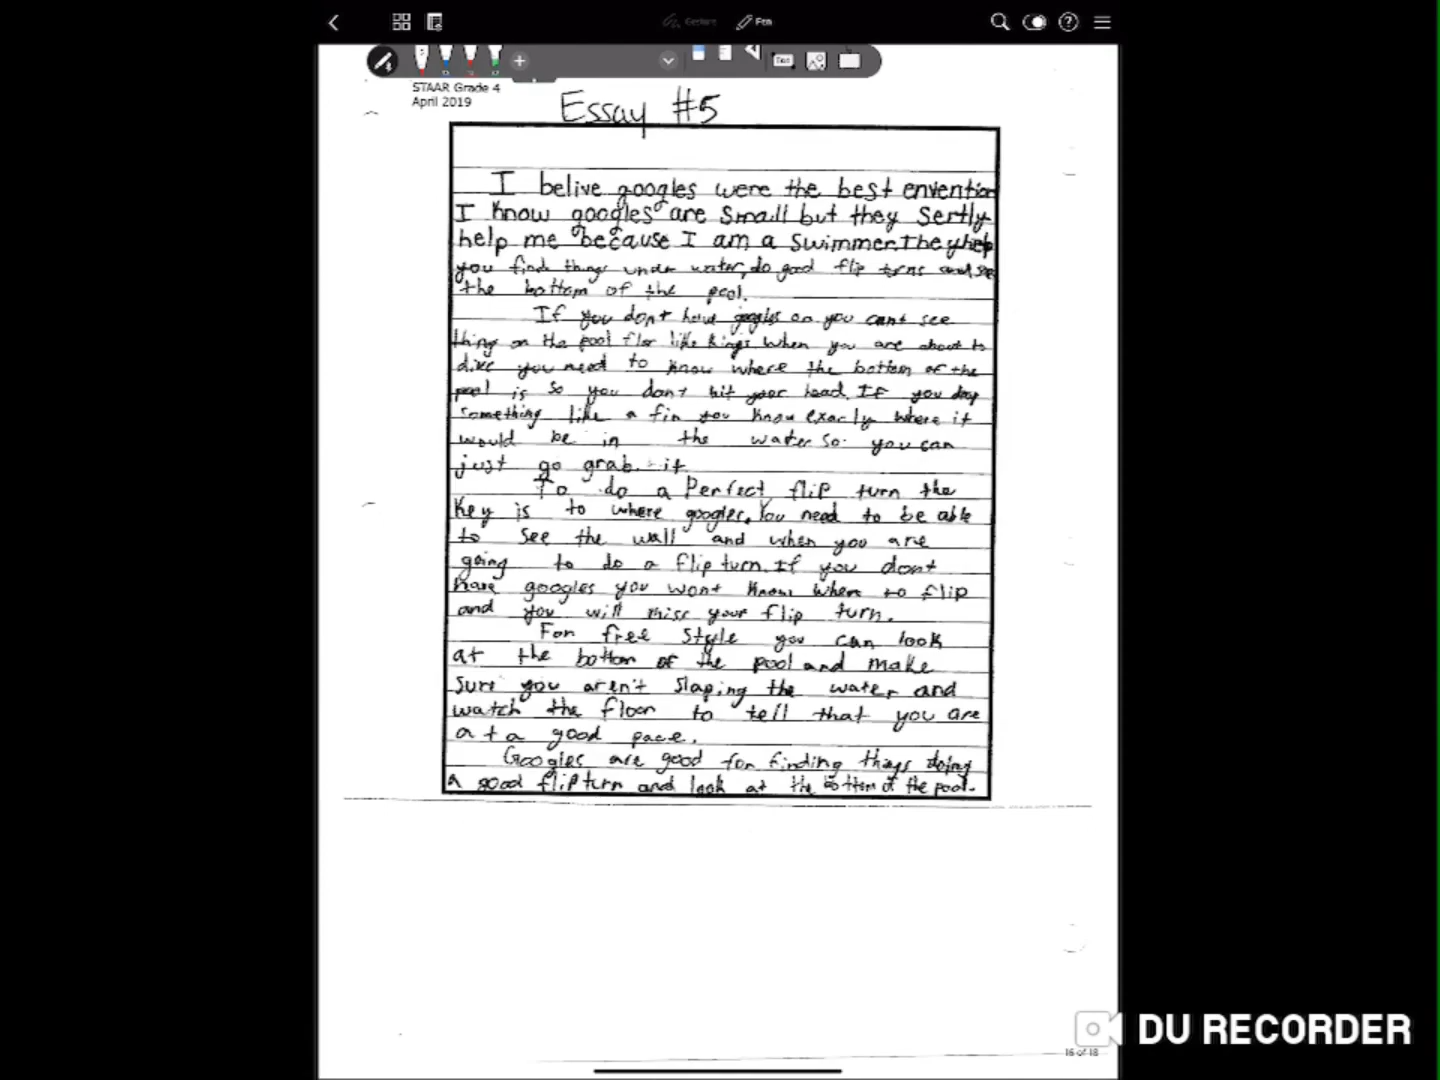 Gesture
Pen
Text
STAAR Grade 4
April 2019
Essay #5
I belive googles were the best envention
I know googles are small but they sertly
help me because I am a swimmer. They help
you find things under water, do good flip trns and see
the bottom of the pool.
If you don't have googles on you cant see
thing on the pool flor like rings. When you are about to
dive you need to know where the bottom of the
pool is so you don't hit your head. If you drop
something like a fin you know exacly where it
would be in the water so you can
just go grab it
To do a Perfect flip turn the
key is to where googles. You need to be able
to see the wall and when you are
going to do a flip turn. If you dont
have googles you wont know when to flip
and you will miss your flip turn.
For free style you can look
at the bottom of the pool and make
sure you aren't slaping the water and
watch the floor to tell that you are
at a good pace.
Googles are good for finding things doing
a good flip turn and look at the bottom of the pool.
16 of 18
DU RECORDER